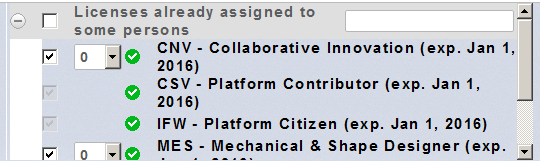 Licenses already assigned to
some persons
0 CNV - Collaborative Innovation (exp. Jan 1,
2016)
CSV - Platform Contributor (exp. Jan 1,
2016)
IFW - Platform Citizen (exp. Jan 1, 2016)
0 MES - Mechanical & Shape Designer (exp.